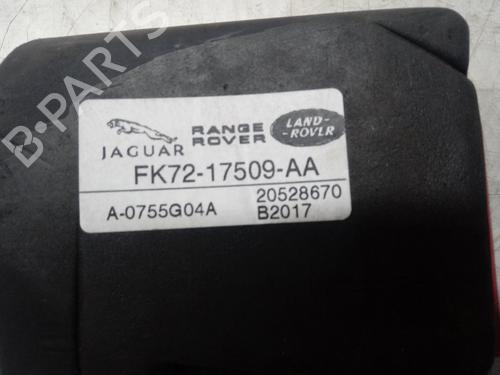 B-PARTS
JAGUAR
RANGE
ROVER
LAND-
-ROVER
FK72-17509-AA
A-0755G04A
20528670
B2017